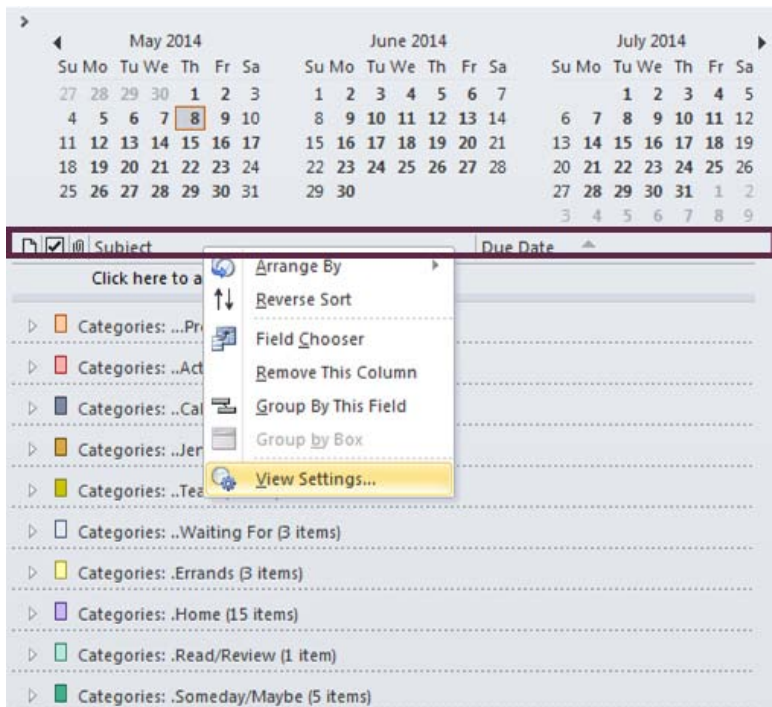 May 2014 June 2014 July 2014
Su Mo Tu We Th Fr Sa Su Mo Tu We Th Fr Sa Su Mo Tu We Th Fr Sa
27 28 29 30 1 2 3 1 2 3 4 5 6 7 1 2 3 4 5
4 5 6 7 8 9 10 8 9 10 11 12 13 14 6 7 8 9 10 11 12
11 12 13 14 15 16 17 15 16 17 18 19 20 21 13 14 15 16 17 18 19
18 19 20 21 22 23 24 22 23 24 25 26 27 28 20 21 22 23 24 25 26
25 26 27 28 29 30 31 29 30 27 28 29 30 31 1 2
3 4 5 6 7 8 9
Subject Due Date
Click here to a
Arrange By
Reverse Sort
Field Chooser
Remove This Column
Group By This Field
Group by Box
View Settings...
Categories: ...Pr
Categories: ..Act
Categories: ..Cal
Categories: ..Jer
Categories: ..Tea
Categories: ..Waiting For (3 items)
Categories: .Errands (3 items)
Categories: .Home (15 items)
Categories: .Read/Review (1 item)
Categories: .Someday/Maybe (5 items)